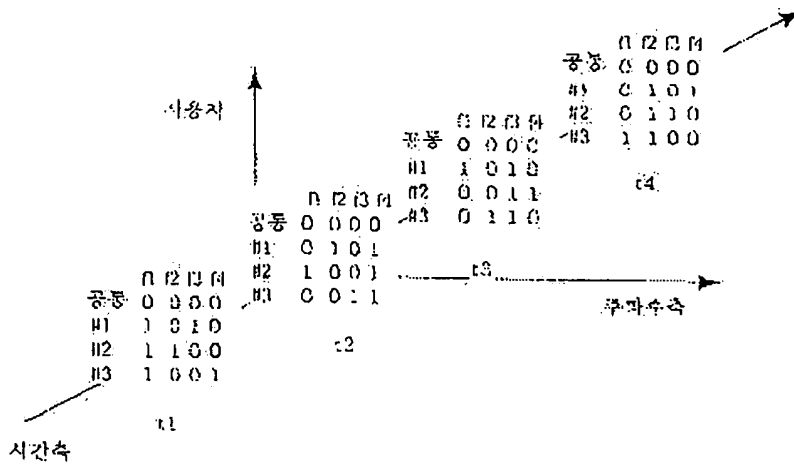 f1 f2 f3 f4
공통 0 0 0 0
#1 0 1 0 1
#2 0 1 1 0
#3 1 1 0 0
t4
사용자
f1 f2 f3 f4
공통 0 0 0 0
#1 1 0 1 0
#2 0 0 1 1
#3 0 1 1 0
t3
f1 f2 f3 f4
공통 0 0 0 0
#1 0 1 0 1
#2 1 0 0 1
#3 0 0 1 1
t2
주파수축
f1 f2 f3 f4
공통 0 0 0 0
#1 1 0 1 0
#2 1 1 0 0
#3 1 0 0 1
t1
시간축